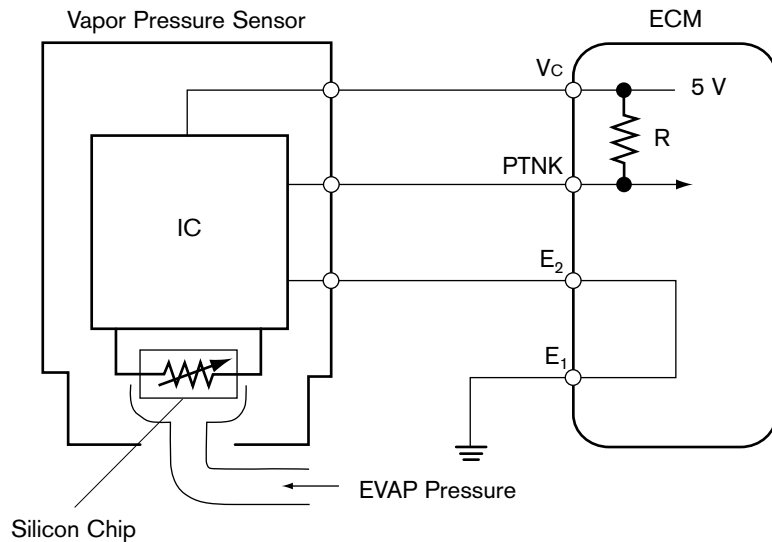 Vapor Pressure Sensor
ECM
VC
5 V
R
PTNK
IC
E2
E1
EVAP Pressure
Silicon Chip